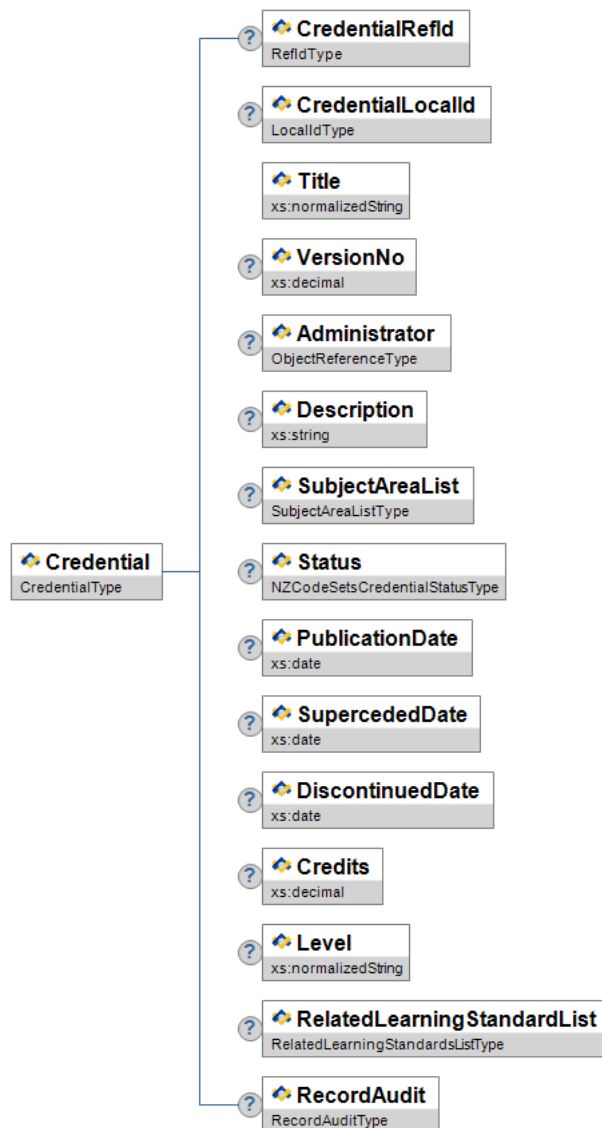 ?
CredentialRefId
RefIdType
?
CredentialLocalId
LocalIdType
Title
xs:normalizedString
?
VersionNo
xs:decimal
?
Administrator
ObjectReferenceType
?
Description
xs:string
?
SubjectAreaList
SubjectAreaListType
Credential
CredentialType
?
Status
NZCodeSetsCredentialStatusType
?
PublicationDate
xs:date
?
SupercededDate
xs:date
?
DiscontinuedDate
xs:date
?
Credits
xs:decimal
?
Level
xs:normalizedString
?
RelatedLearningStandardList
RelatedLearningStandardsListType
?
RecordAudit
RecordAuditType